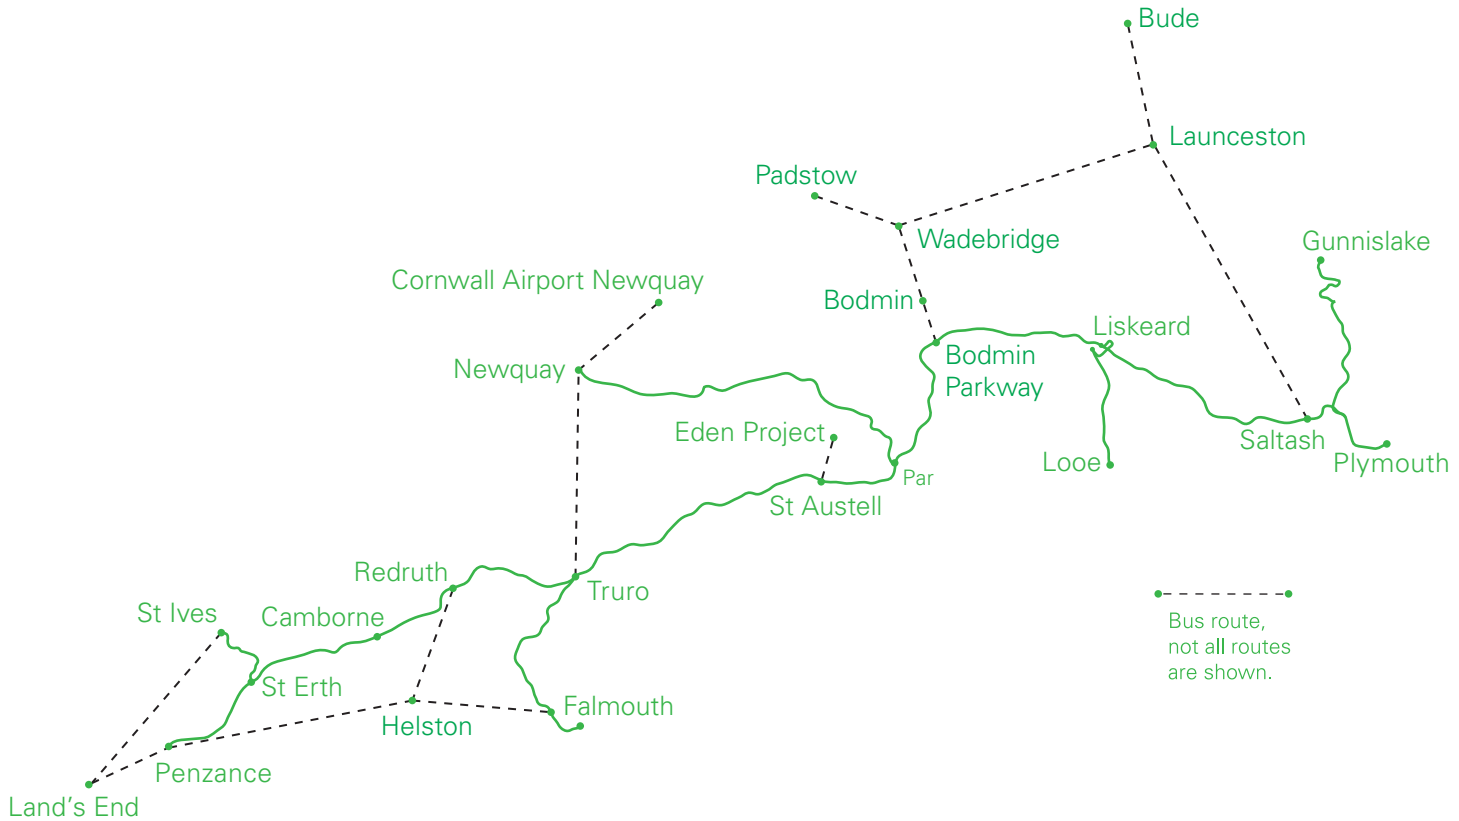 Bude
Launceston
Padstow
Wadebridge
Gunnislake
Cornwall Airport Newquay
Bodmin
Liskeard
Bodmin
Parkway
Newquay
Eden Project
Saltash
Looe
Plymouth
Par
St Austell
Redruth
Truro
St Ives
Camborne
Bus route,
not all routes
are shown.
St Erth
Falmouth
Helston
Penzance
Land's End